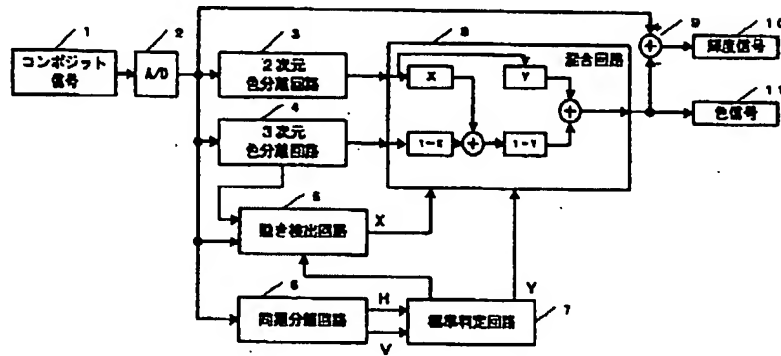 1
コンポジット
信号
2
A/D
3
2次元
色分離回路
4
3次元
色分離回路
5
動き検出回路
X
6
同期分離回路
H
V
標準判定回路
7
Y
8
混合回路
X
Y
1-X
1-Y
9
10
輝度信号
11
色信号